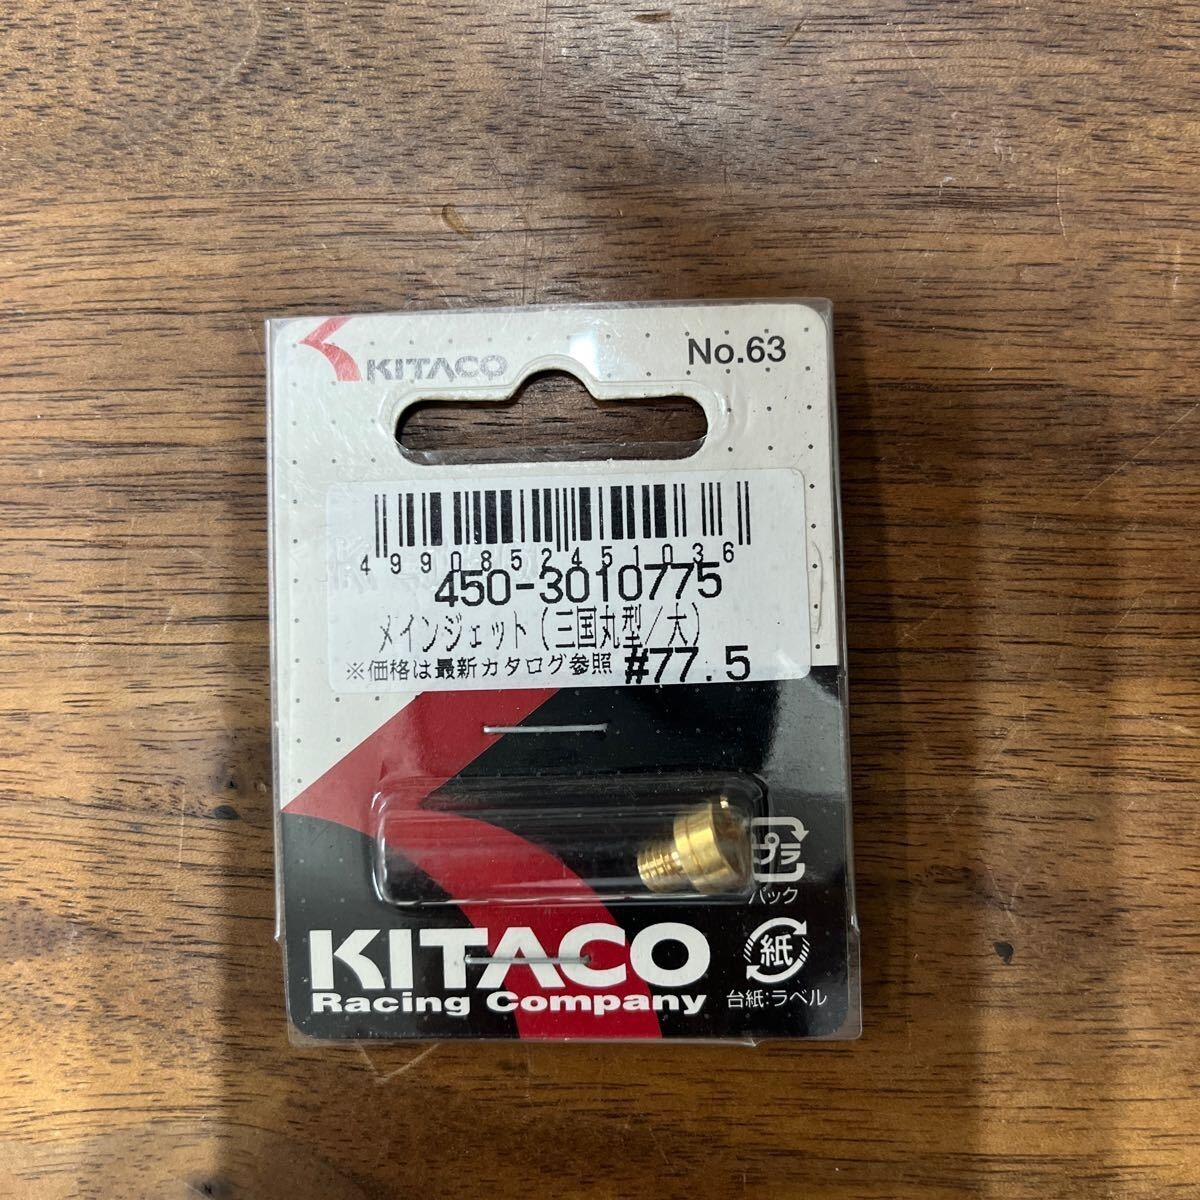 KITACO
No.63
4990852451036
450-3010775
メインジェット(三国丸型/大)
※価格は最新カタログ参照 #77.5
プラ
パック
紙
台紙:ラベル
KITACO
Racing Company